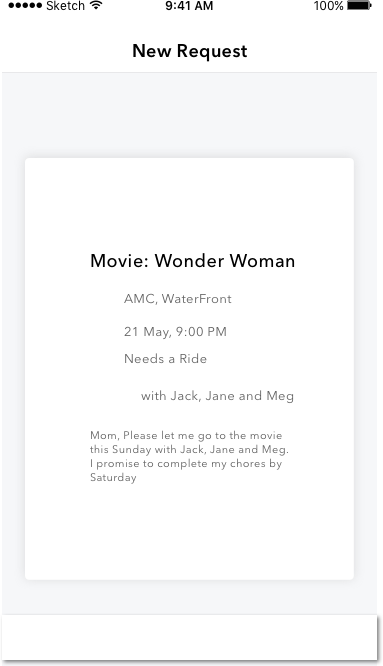 Sketch 9:41 AM 100%
New Request
Movie: Wonder Woman
AMC, WaterFront
21 May, 9:00 PM
Needs a Ride
with Jack, Jane and Meg
Mom, Please let me go to the movie
this Sunday with Jack, Jane and Meg.
I promise to complete my chores by
Saturday